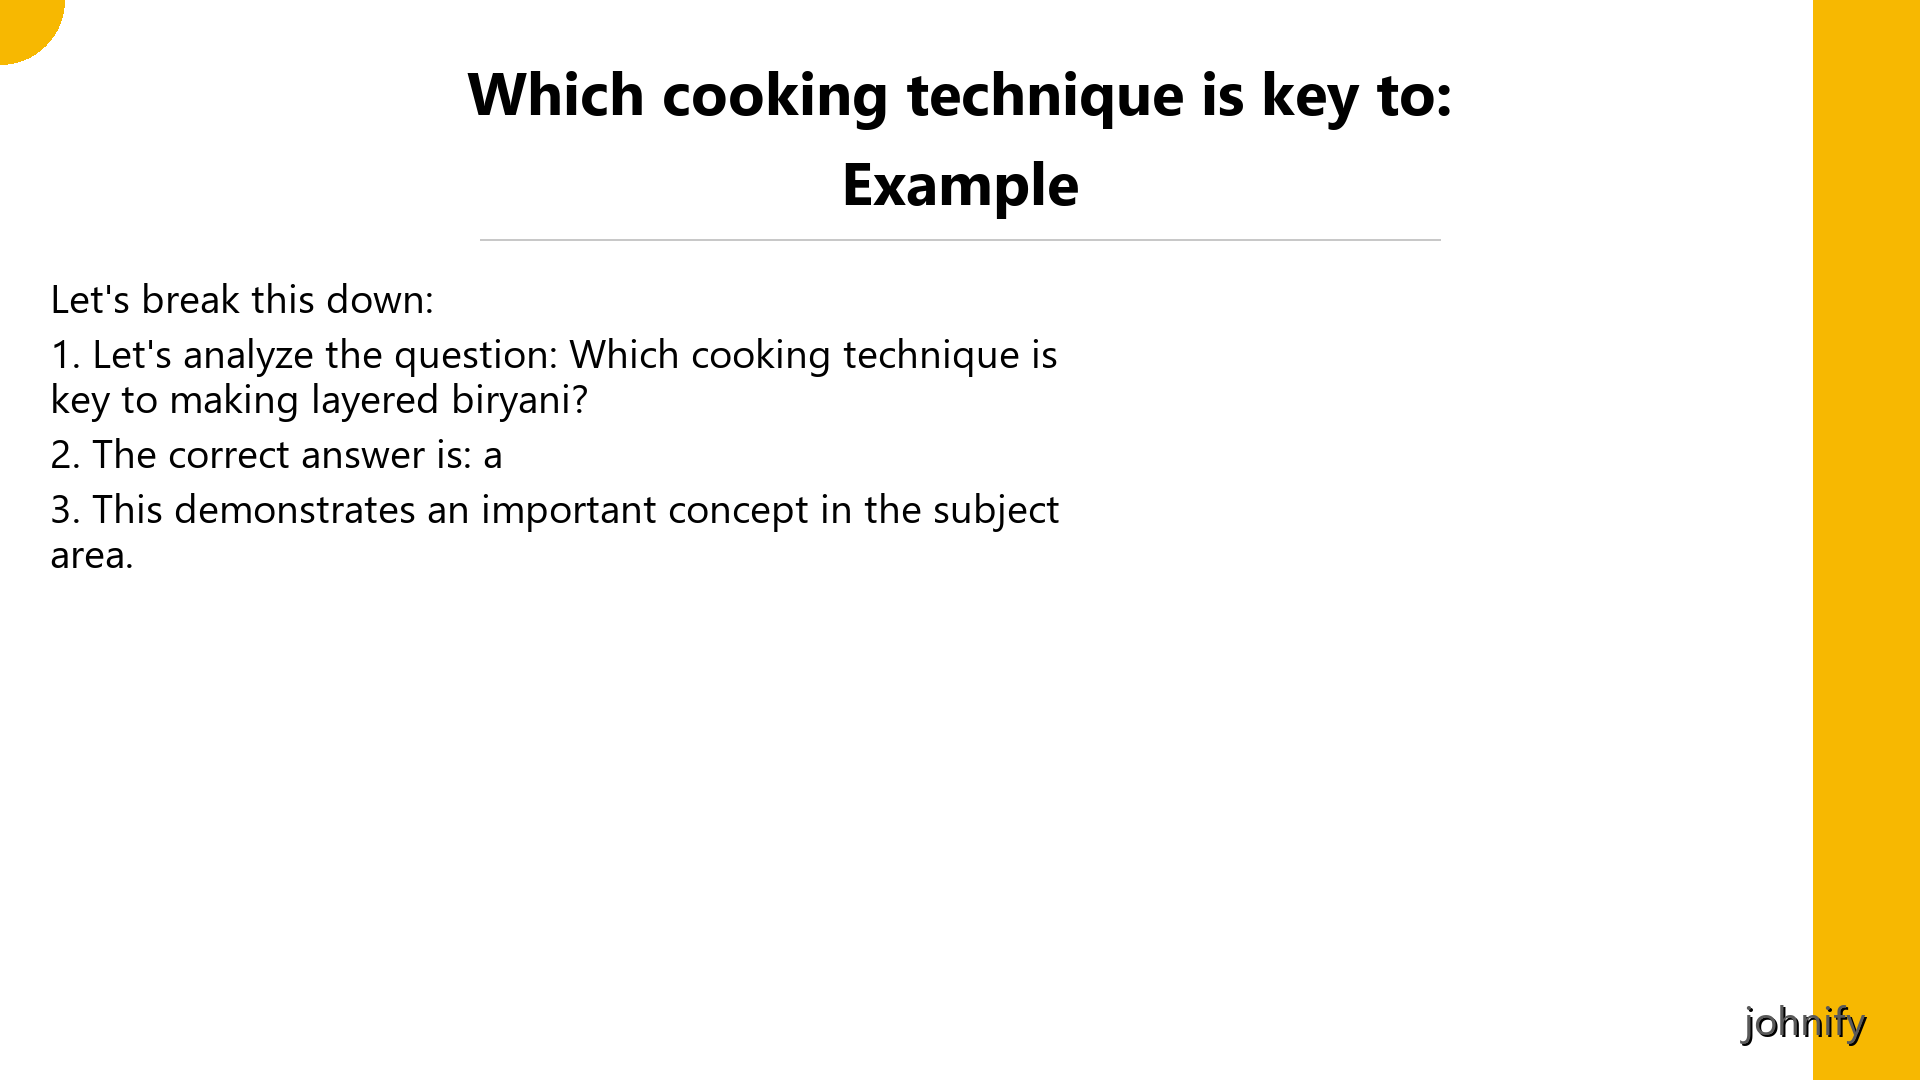 Which cooking technique is key to:
Example
Let's break this down:
1. Let's analyze the question: Which cooking technique is
key to making layered biryani?
2. The correct answer is: a
3. This demonstrates an important concept in the subject
area.
johnify